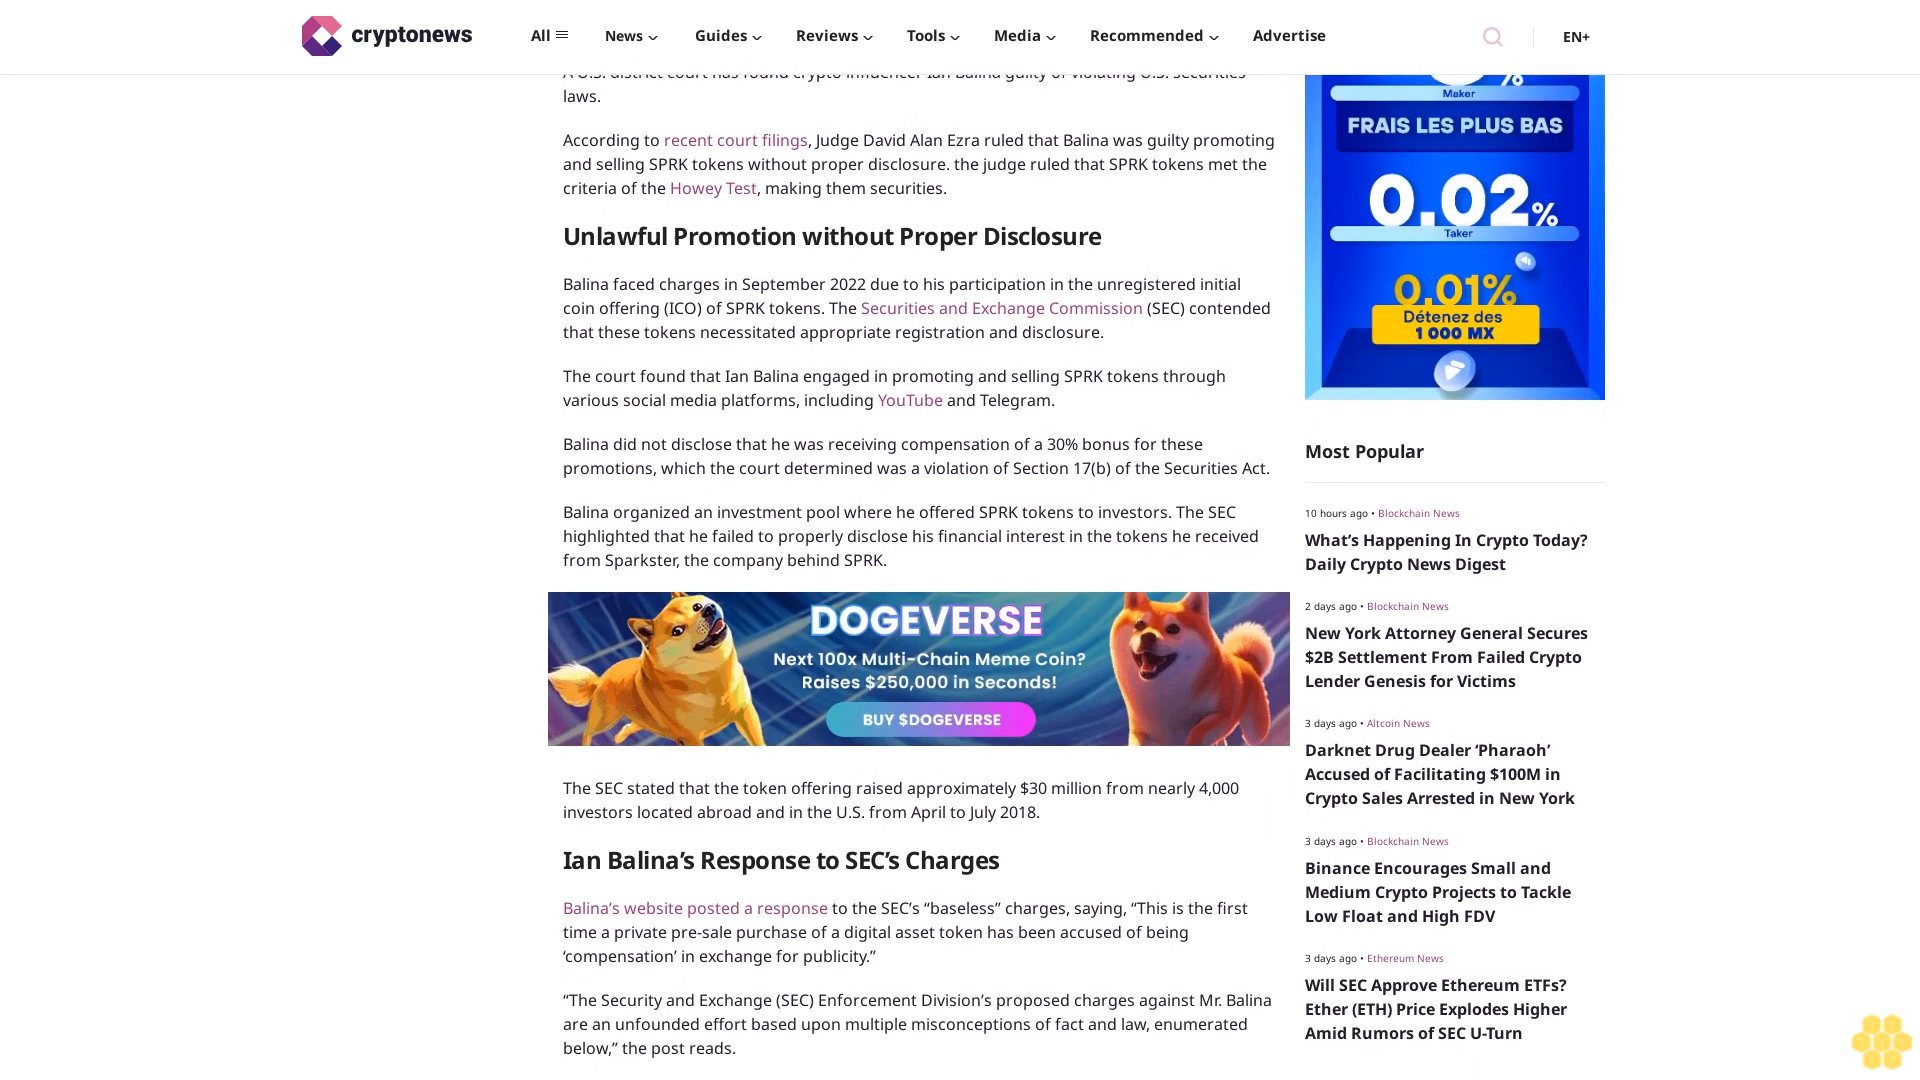 cryptonews
All
News
Guides
Reviews
Tools
Media
Recommended
Advertise
EN+
A U.S. district court has found crypto influencer Ian Balina guilty of violating U.S. securities
laws.
According to recent court filings, Judge David Alan Ezra ruled that Balina was guilty promoting
and selling SPRK tokens without proper disclosure. the judge ruled that SPRK tokens met the
criteria of the Howey Test, making them securities.
Unlawful Promotion without Proper Disclosure
Balina faced charges in September 2022 due to his participation in the unregistered initial
coin offering (ICO) of SPRK tokens. The Securities and Exchange Commission (SEC) contended
that these tokens necessitated appropriate registration and disclosure.
The court found that Ian Balina engaged in promoting and selling SPRK tokens through
various social media platforms, including YouTube and Telegram.
Balina did not disclose that he was receiving compensation of a 30% bonus for these
promotions, which the court determined was a violation of Section 17(b) of the Securities Act.
Balina organized an investment pool where he offered SPRK tokens to investors. The SEC
highlighted that he failed to properly disclose his financial interest in the tokens he received
from Sparkster, the company behind SPRK.
DOGEVERSE
Next 100x Multi-Chain Meme Coin?
Raises $250,000 in Seconds!
BUY $DOGEVERSE
The SEC stated that the token offering raised approximately $30 million from nearly 4,000
investors located abroad and in the U.S. from April to July 2018.
Ian Balina’s Response to SEC’s Charges
Balina’s website posted a response to the SEC’s “baseless” charges, saying, “This is the first
time a private pre-sale purchase of a digital asset token has been accused of being
‘compensation’ in exchange for publicity.”
“The Security and Exchange (SEC) Enforcement Division’s proposed charges against Mr. Balina
are an unfounded effort based upon multiple misconceptions of fact and law, enumerated
below,” the post reads.
%
Maker
FRAIS LES PLUS BAS
0.02%
Taker
0.01%
Détenez des
1 000 MX
Most Popular
10 hours ago • Blockchain News
What’s Happening In Crypto Today?
Daily Crypto News Digest
2 days ago • Blockchain News
New York Attorney General Secures
$2B Settlement From Failed Crypto
Lender Genesis for Victims
3 days ago • Altcoin News
Darknet Drug Dealer ‘Pharaoh’
Accused of Facilitating $100M in
Crypto Sales Arrested in New York
3 days ago • Blockchain News
Binance Encourages Small and
Medium Crypto Projects to Tackle
Low Float and High FDV
3 days ago • Ethereum News
Will SEC Approve Ethereum ETFs?
Ether (ETH) Price Explodes Higher
Amid Rumors of SEC U-Turn